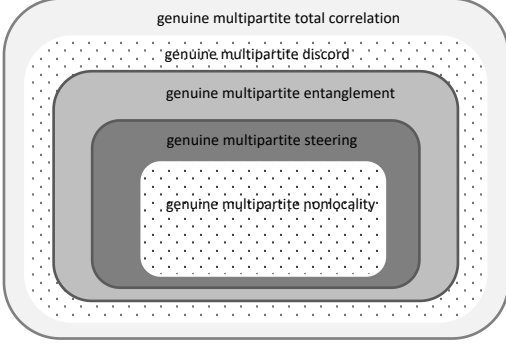 genuine multipartite total correlation
genuine multipartite discord
genuine multipartite entanglement
genuine multipartite steering
genuine multipartite nonlocality